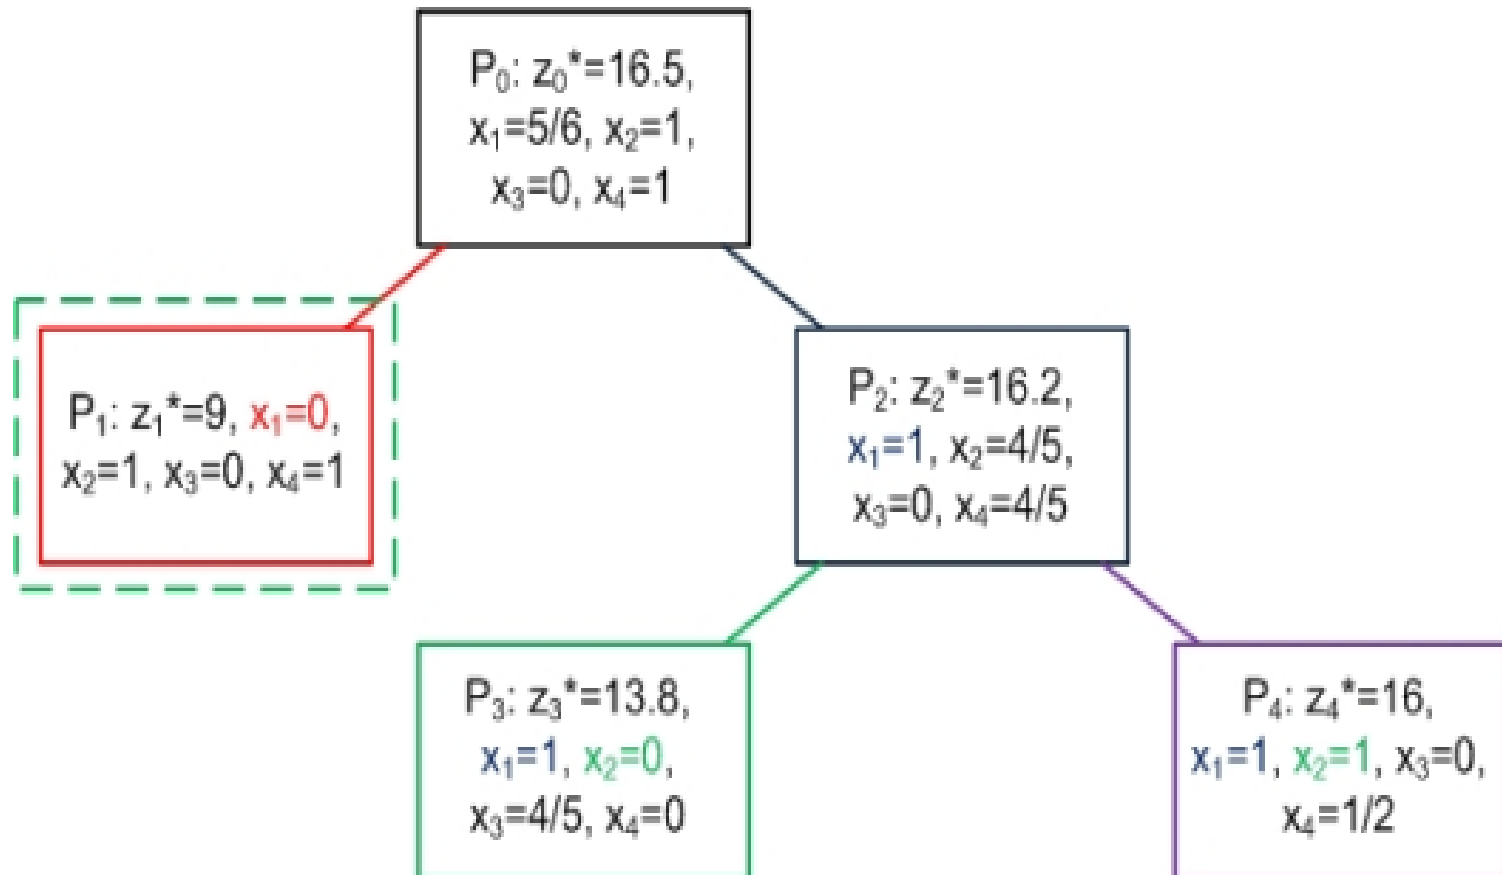 P₀: z₀*=16.5,
x₁=5/6, x₂=1,
x₃=0, x₄=1
P₁: z₁*=9, x₁=0,
x₂=1, x₃=0, x₄=1
P₂: z₂*=16.2,
x₁=1, x₂=4/5,
x₃=0, x₄=4/5
P₃: z₃*=13.8,
x₁=1, x₂=0,
x₃=4/5, x₄=0
P₄: z₄*=16,
x₁=1, x₂=1, x₃=0,
x₄=1/2